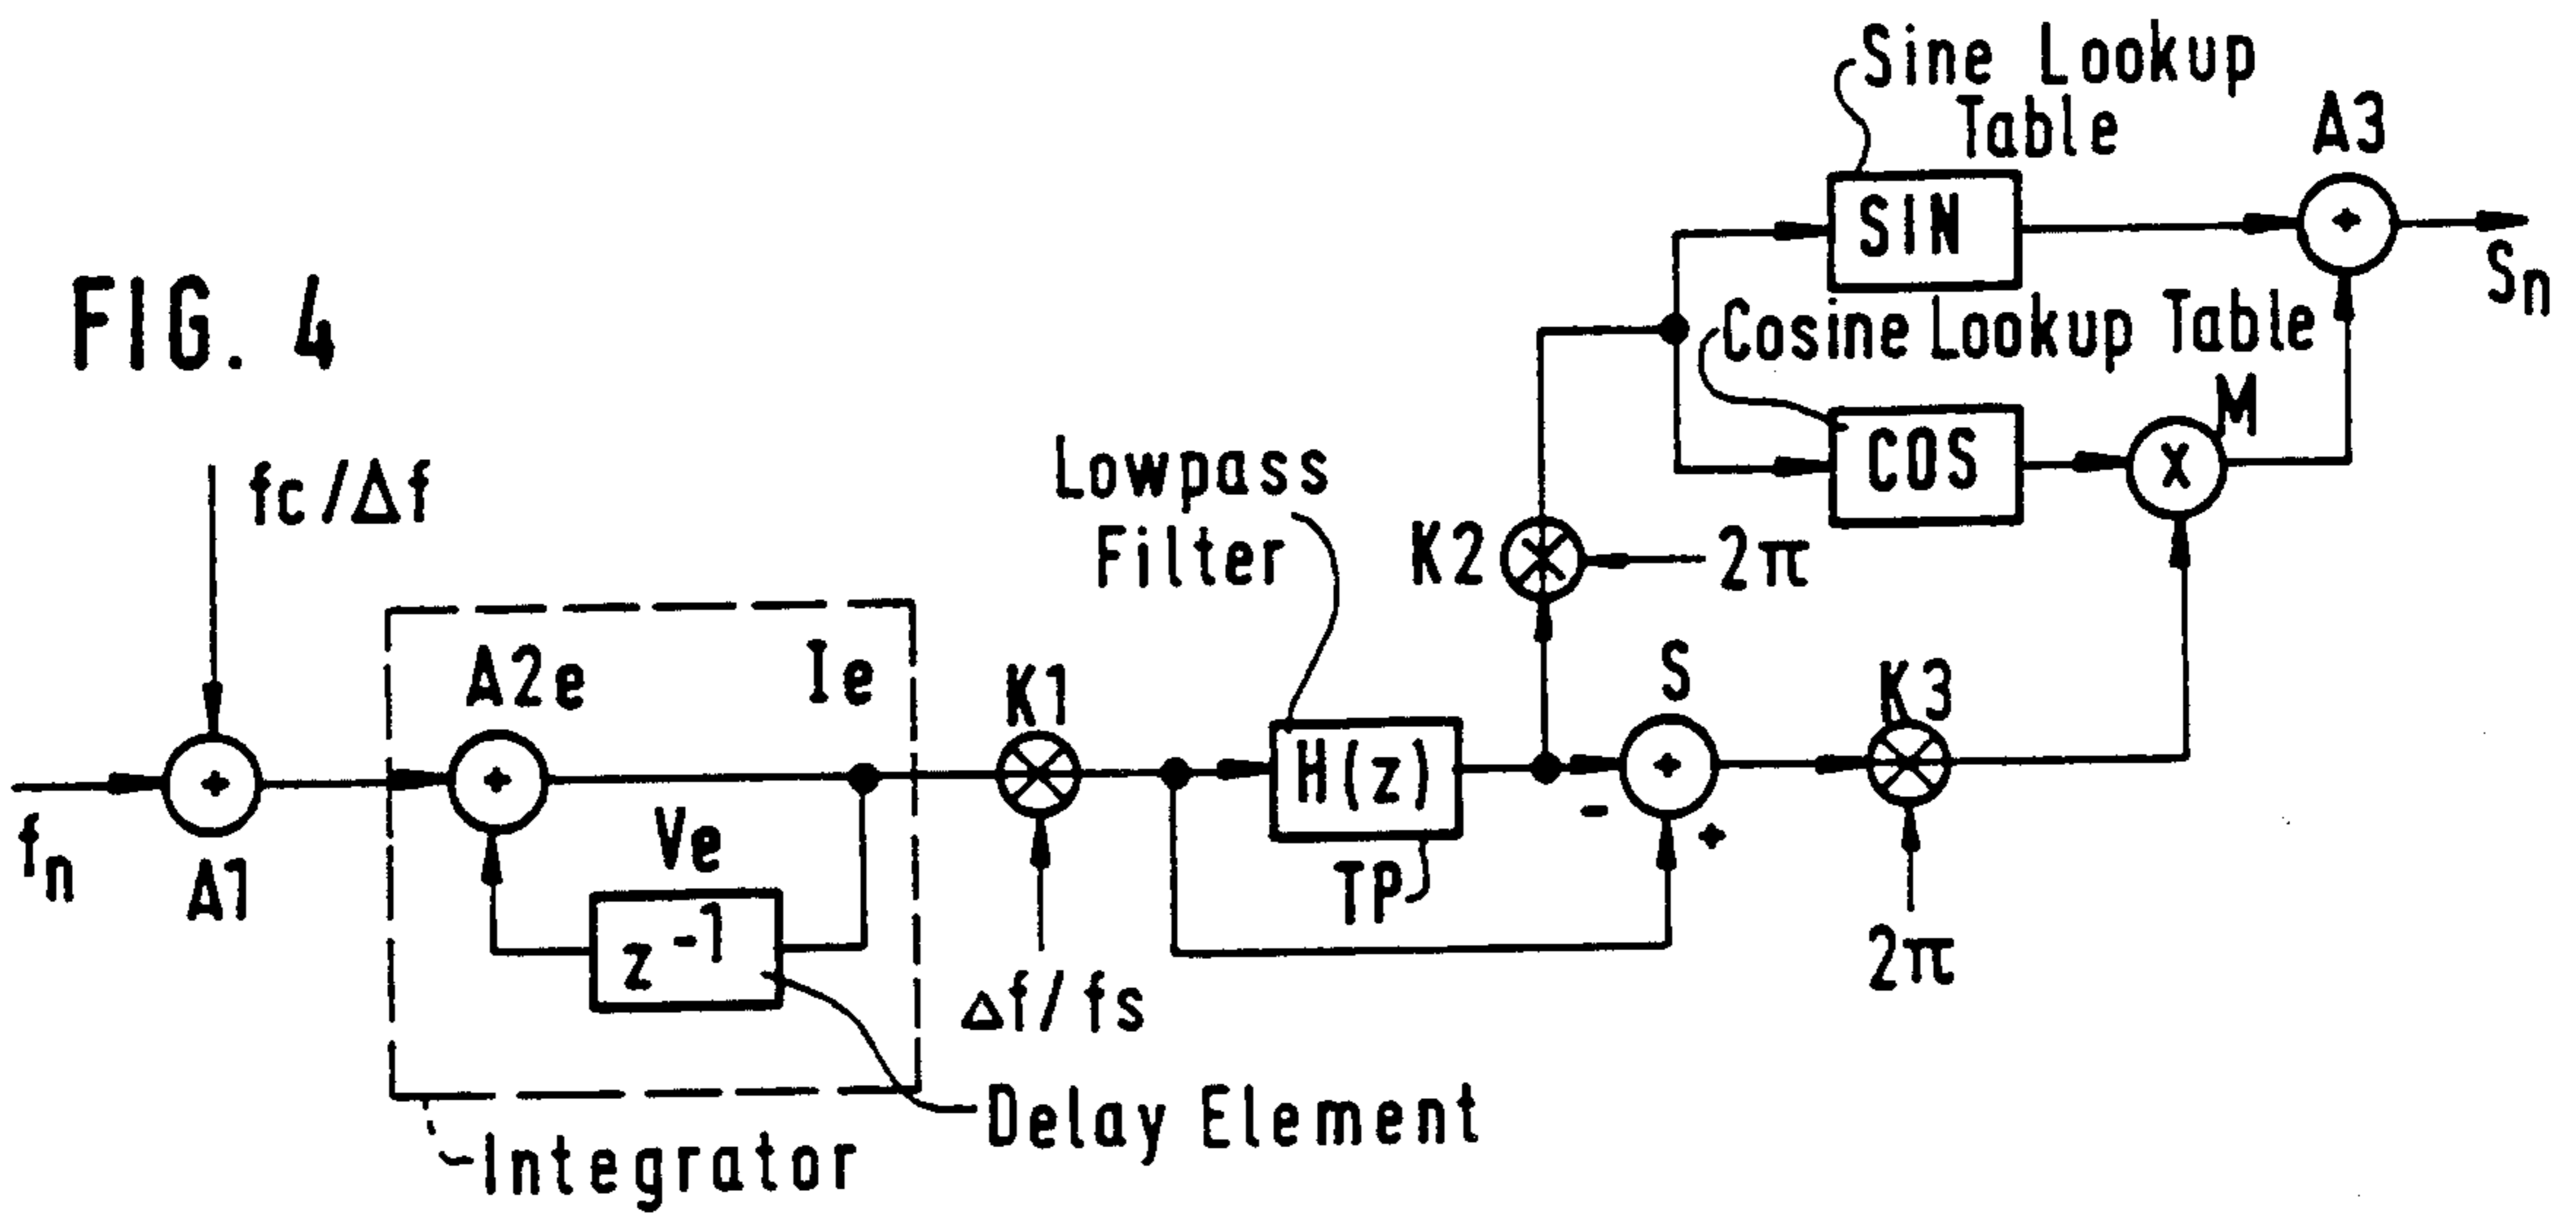 Sine Lookup
Table
A3
SIN
+
Sn
FIG. 4
Cosine Lookup Table
M
COS
X
fc/Δf
Lowpass
Filter
K2
2π
A2e
Ie
K1
S
K3
+
+
H(z)
+
fn
A1
Ve
-
+
TP
z-1
Δf/fs
2π
Delay Element
Integrator